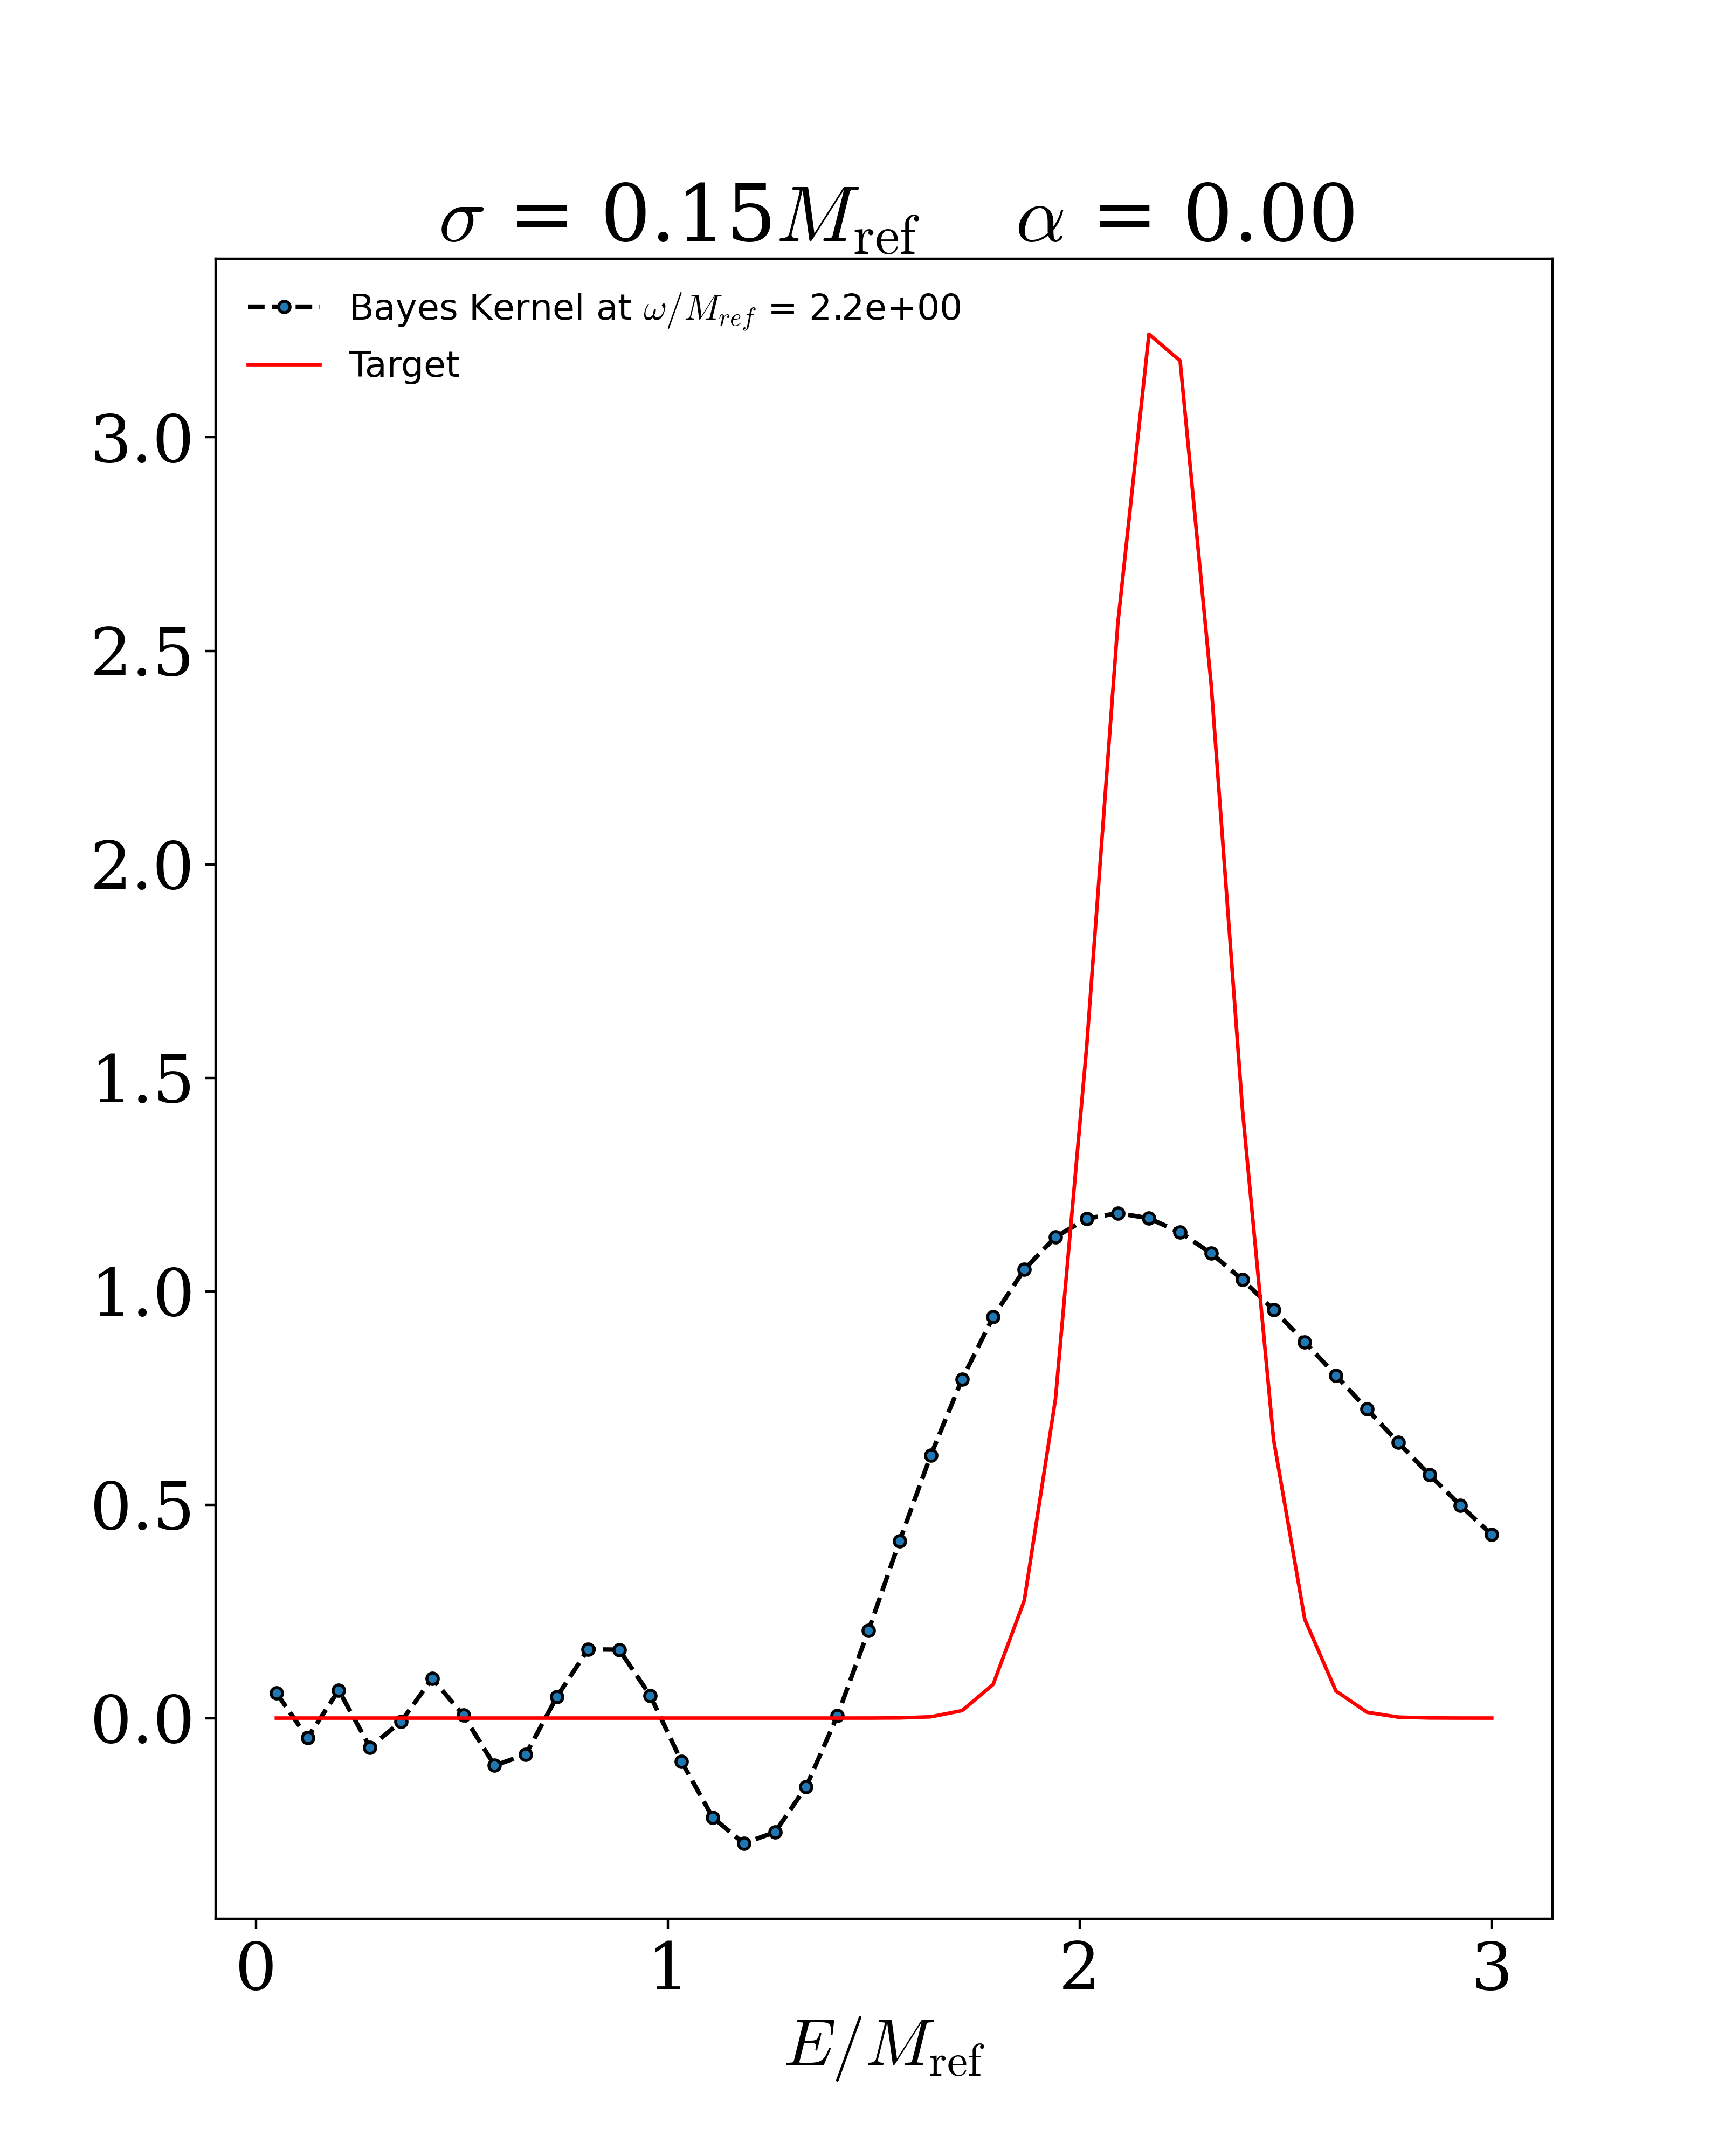 σ = 0.15M_ref α = 0.00
Bayes Kernel at ω/M_ref = 2.2e+00
Target
3.0
2.5
2.0
1.5
1.0
0.5
0.0
0 1 2 3
E/M_ref